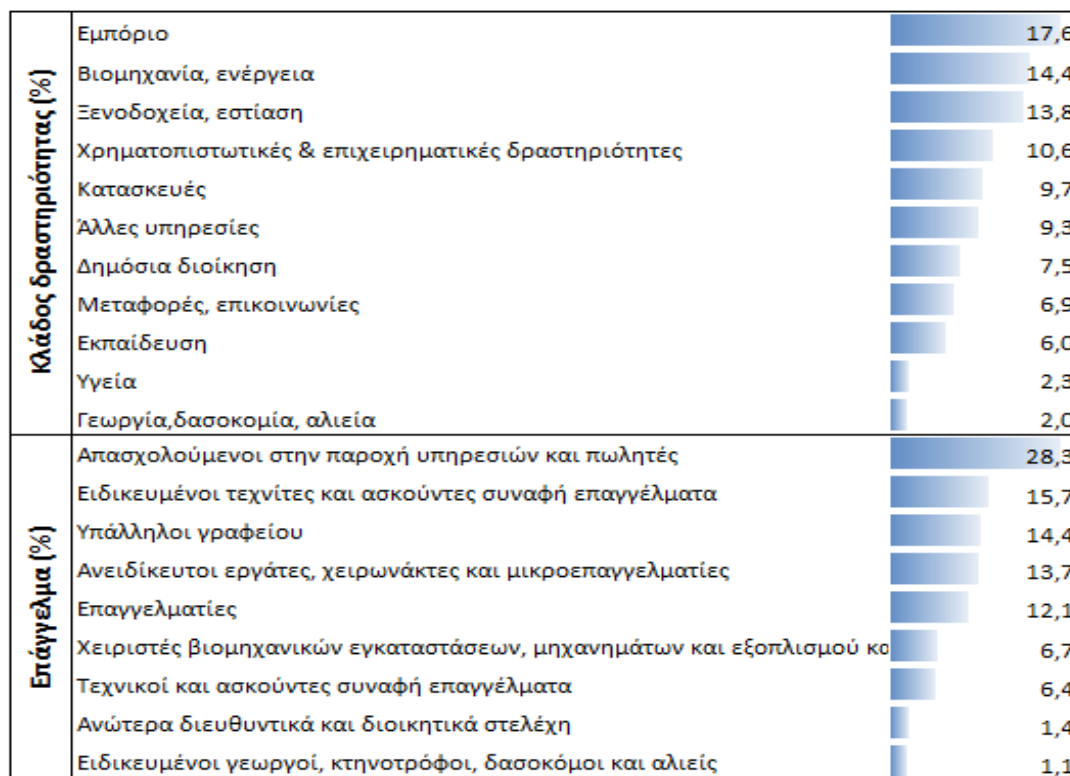 Κλάδος δραστηριότητας (%)
Εμπόριο 17,6
Βιομηχανία, ενέργεια 14,4
Ξενοδοχεία, εστίαση 13,8
Χρηματοπιστωτικές & επιχειρηματικές δραστηριότητες 10,6
Κατασκευές 9,7
Άλλες υπηρεσίες 9,3
Δημόσια διοίκηση 7,5
Μεταφορές, επικοινωνίες 6,9
Εκπαίδευση 6,0
Υγεία 2,3
Γεωργία,δασοκομία, αλιεία 2,0
Επάγγελμα (%)
Απασχολούμενοι στην παροχή υπηρεσιών και πωλητές 28,3
Ειδικευμένοι τεχνίτες και ασκούντες συναφή επαγγέλματα 15,7
Υπάλληλοι γραφείου 14,4
Ανειδίκευτοι εργάτες, χειρωνάκτες και μικροεπαγγελματίες 13,7
Επαγγελματίες 12,1
Χειριστές βιομηχανικών εγκαταστάσεων, μηχανημάτων και εξοπλισμού κα 6,7
Τεχνικοί και ασκούντες συναφή επαγγέλματα 6,4
Ανώτερα διευθυντικά και διοικητικά στελέχη 1,4
Ειδικευμένοι γεωργοί, κτηνοτρόφοι, δασοκόμοι και αλιείς 1,1